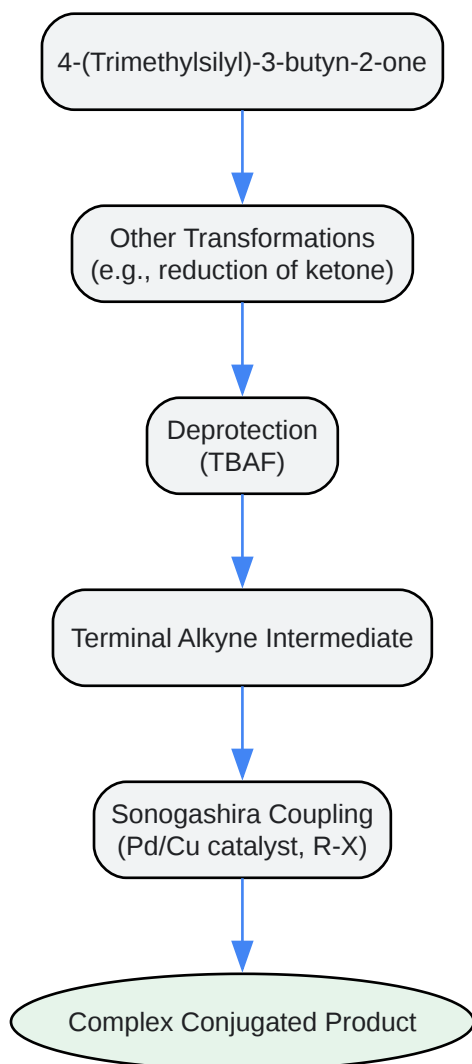 4-(Trimethylsilyl)-3-butyn-2-one
Other Transformations
(e.g., reduction of ketone)
Deprotection
(TBAF)
Terminal Alkyne Intermediate
Sonogashira Coupling
(Pd/Cu catalyst, R-X)
Complex Conjugated Product